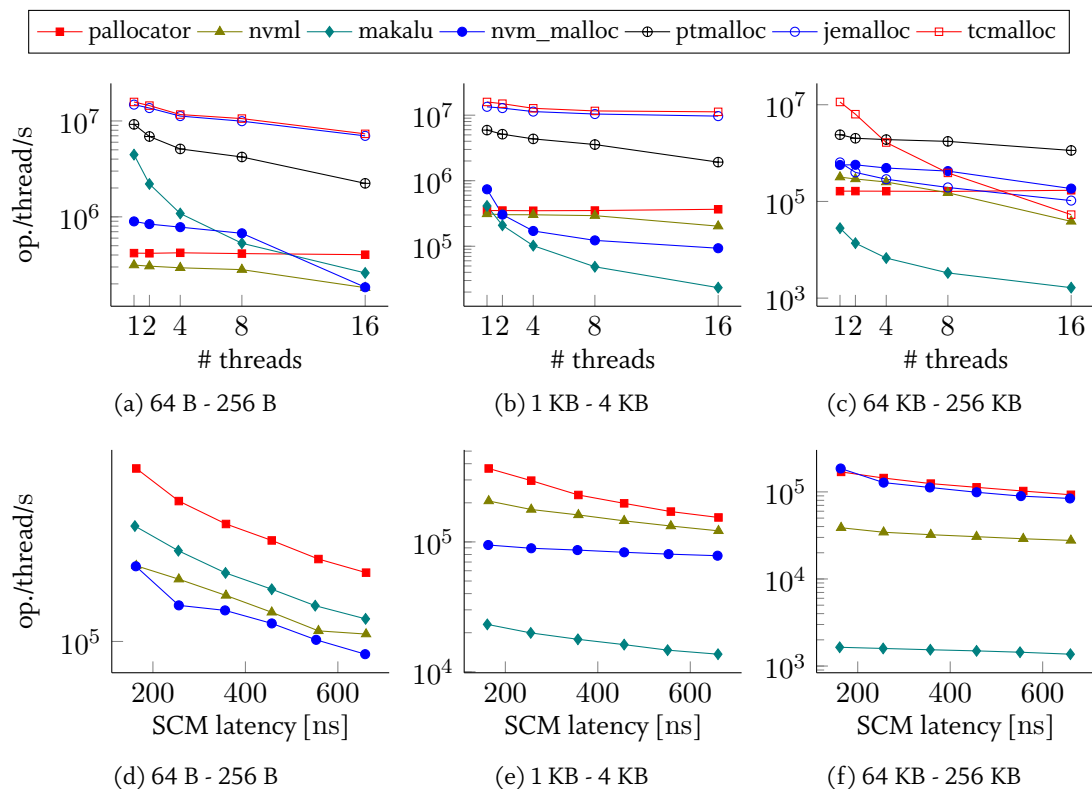 pallocator nvml makalu nvm_malloc ptmalloc jemalloc tcmalloc
op./thread/s
10^7
10^6
1 2 4 8 16
# threads
(a) 64 B - 256 B
10^7
10^6
10^5
1 2 4 8 16
# threads
(b) 1 KB - 4 KB
10^7
10^5
10^3
1 2 4 8 16
# threads
(c) 64 KB - 256 KB
op./thread/s
10^5
200 400 600
SCM latency [ns]
(d) 64 B - 256 B
10^5
10^4
200 400 600
SCM latency [ns]
(e) 1 KB - 4 KB
10^5
10^4
10^3
200 400 600
SCM latency [ns]
(f) 64 KB - 256 KB